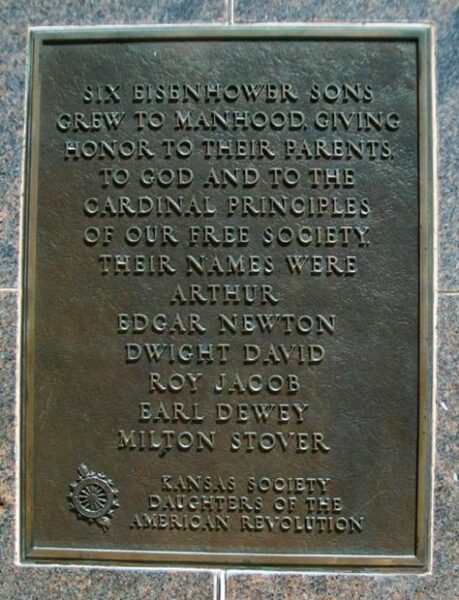 SIX EISENHOWER SONS
GREW TO MANHOOD, GIVING
HONOR TO THEIR PARENTS,
TO GOD AND TO THE
CARDINAL PRINCIPLES
OF OUR FREE SOCIETY.
THEIR NAMES WERE
ARTHUR
EDGAR NEWTON
DWIGHT DAVID
ROY JACOB
EARL DEWEY
MILTON STOVER
KANSAS SOCIETY
DAUGHTERS OF THE
AMERICAN REVOLUTION